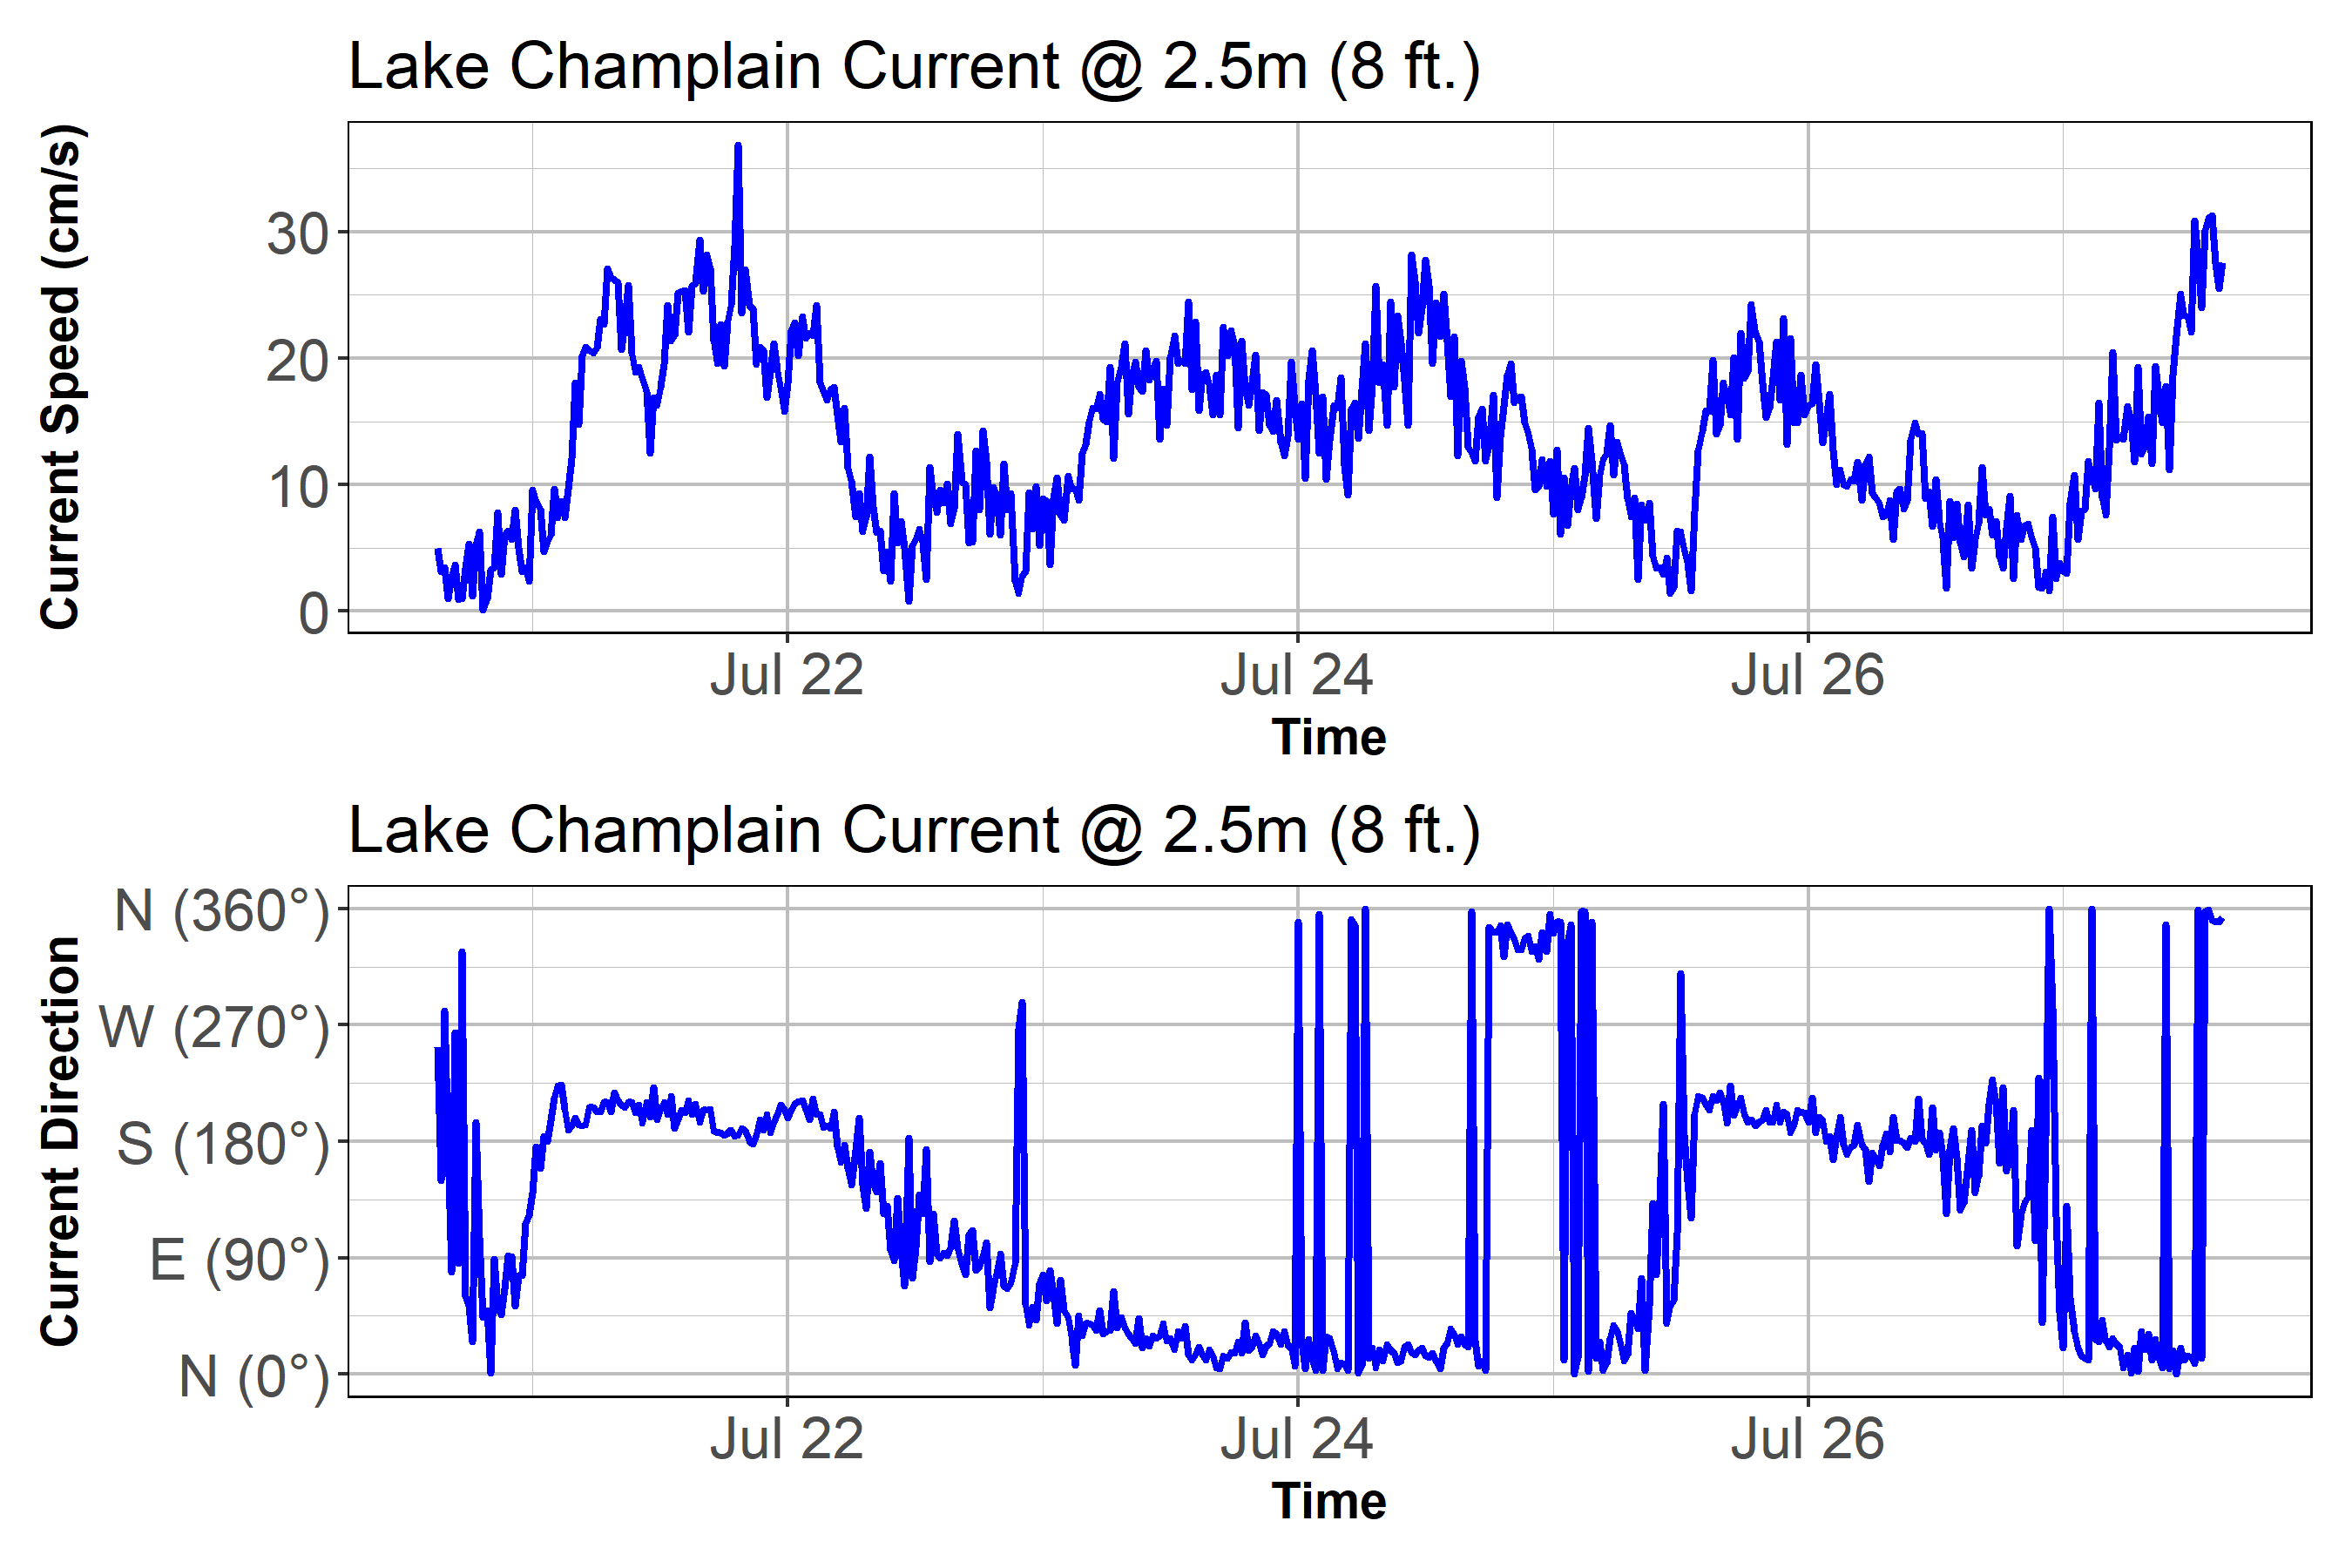 Lake Champlain Current @ 2.5m (8 ft.)
Current Speed (cm/s)
30
20
10
0
Jul 22
Jul 24
Jul 26
Time
Lake Champlain Current @ 2.5m (8 ft.)
Current Direction
N (360°)
W (270°)
S (180°)
E (90°)
N (0°)
Jul 22
Jul 24
Jul 26
Time